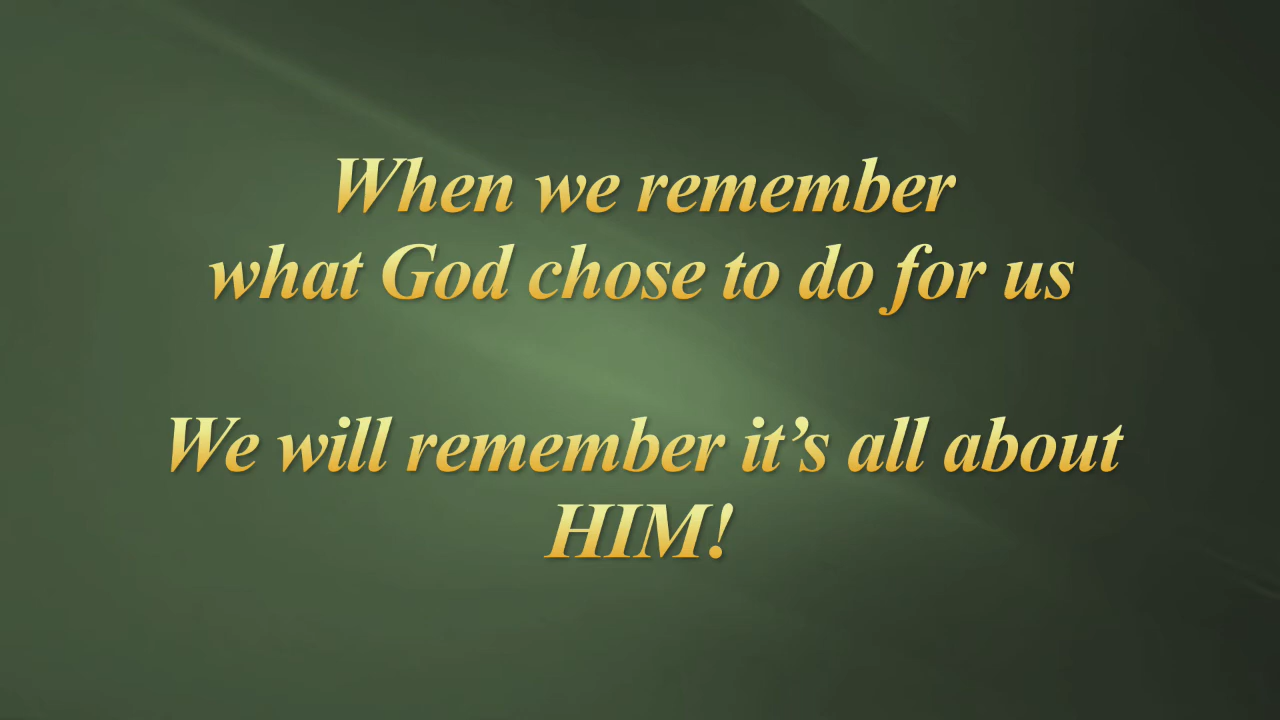 When we remember
what God chose to do for us
We will remember it’s all about
HIM!